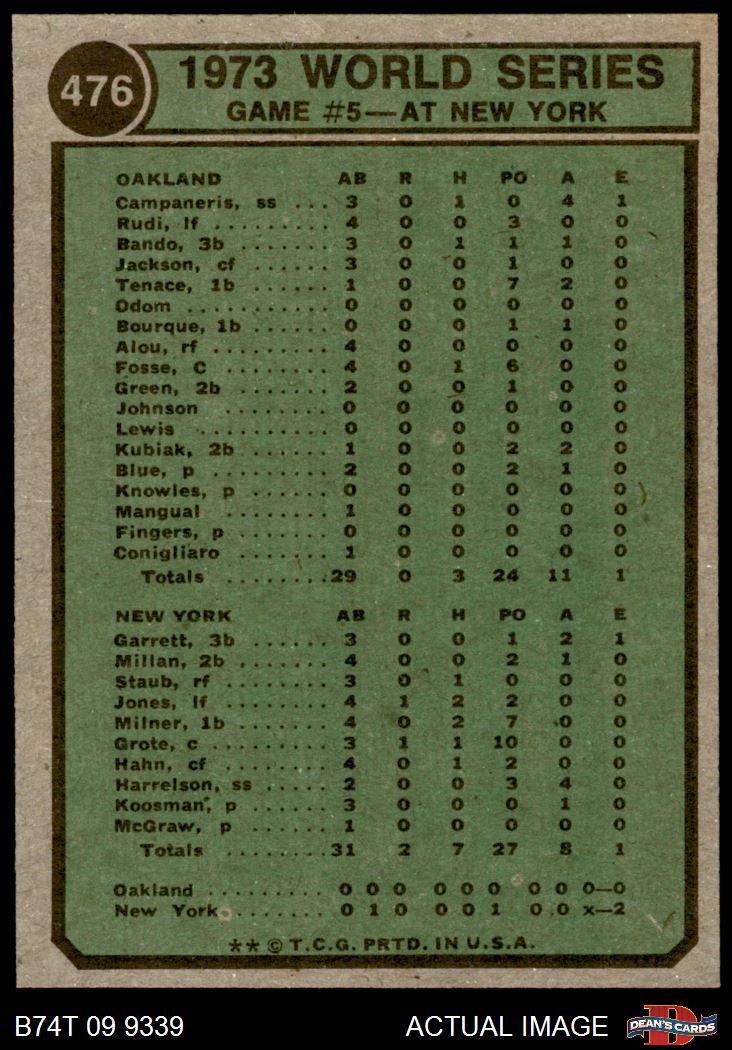 476
1973 WORLD SERIES
GAME #5—AT NEW YORK
OAKLAND AB R H PO A E
Campaneris, ss ... 3 0 1 0 4 1
Rudi, lf ......... 4 0 0 3 0 0
Bando, 3b ....... 3 0 1 1 1 0
Jackson, cf ...... 3 0 0 1 0 0
Tenace, 1b ...... 1 0 0 7 2 0
Odom ........... 0 0 0 0 0 0
Bourque, 1b ...... 0 0 0 1 1 0
Alou, rf ......... 4 0 0 0 0 0
Fosse, C ........ 4 0 1 6 0 0
Green, 2b ....... 2 0 0 1 0 0
Johnson ........ 0 0 0 0 0 0
Lewis .......... 0 0 0 0 0 0
Kubiak, 2b ...... 1 0 0 2 2 0
Blue, p ......... 2 0 0 2 1 0
Knowles, p ...... 0 0 0 0 0 0
Mangual ........ 1 0 0 0 0 0
Fingers, p ....... 0 0 0 0 0 0
Conigliaro ....... 1 0 0 0 0 0
Totals ........ 29 0 3 24 11 1
NEW YORK AB R H PO A E
Garrett, 3b ...... 3 0 0 1 2 1
Millan, 2b ....... 4 0 0 2 1 0
Staub, rf ........ 3 0 1 0 0 0
Jones, lf ........ 4 1 2 2 0 0
Milner, 1b ....... 4 0 2 7 0 0
Grote, c ......... 3 1 1 10 0 0
Hahn, cf ........ 4 0 1 2 0 0
Harrelson, ss ..... 2 0 0 3 4 0
Koosman, p ...... 3 0 0 0 1 0
McGraw, p ...... 1 0 0 0 0 0
Totals ........ 31 2 7 27 8 1
Oakland ......... 0 0 0 0 0 0 0 0 0—0
New York ........ 0 1 0 0 0 1 0 0 x—2
** © T.C.G. PRTD. IN U.S.A.
B74T 09 9339 ACTUAL IMAGE
D
DEAN'S CARDS